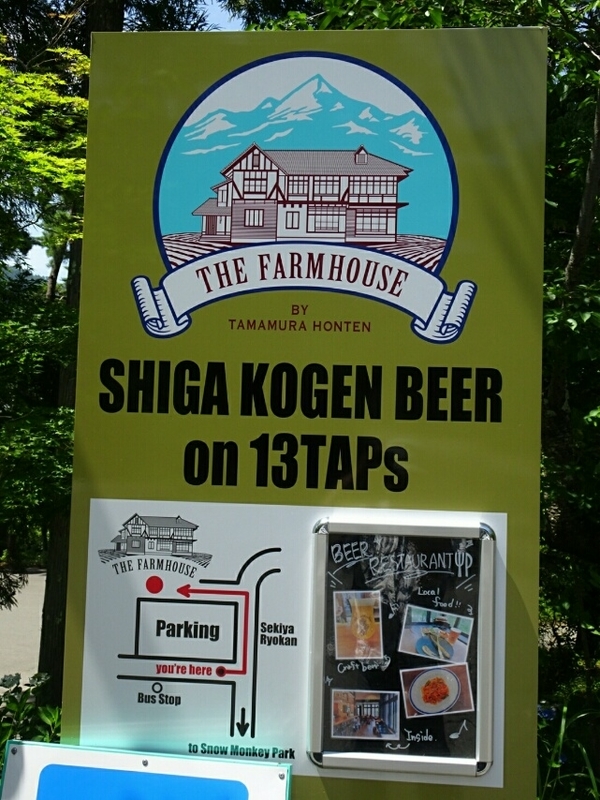 THE FARMHOUSE
BY
TAMAMURA HONTEN
SHIGA KOGEN BEER
on 13TAPs
THE FARMHOUSE
Parking
Sekiya
Ryokan
you're here
Bus Stop
to Snow Monkey Park
BEER
RESTAURANT
Local
food!!
Craft beer
Inside.